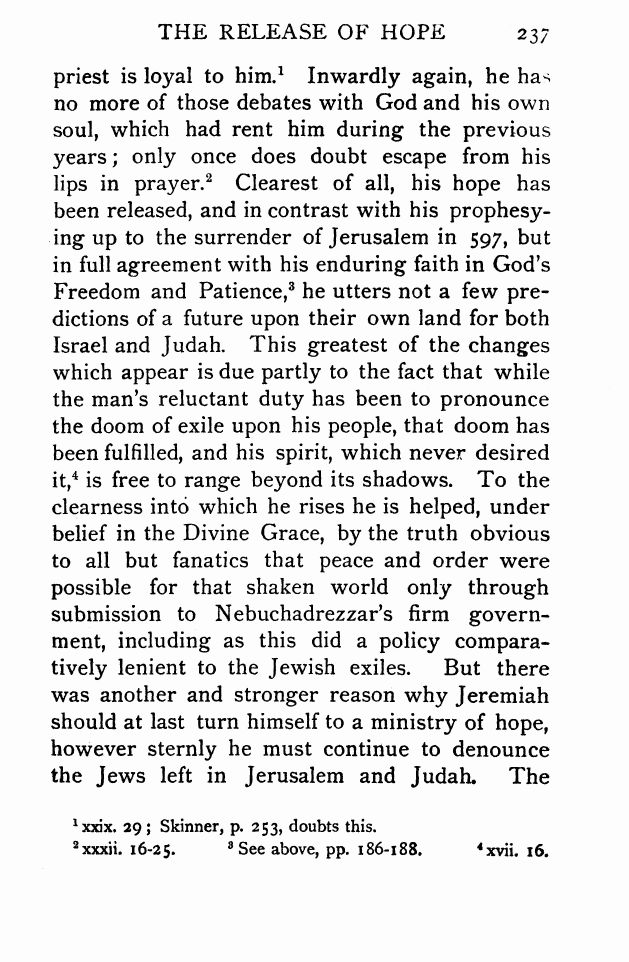 THE RELEASE OF HOPE 237
priest is loyal to him.¹ Inwardly again, he has
no more of those debates with God and his own
soul, which had rent him during the previous
years; only once does doubt escape from his
lips in prayer.² Clearest of all, his hope has
been released, and in contrast with his prophesy-
ing up to the surrender of Jerusalem in 597, but
in full agreement with his enduring faith in God's
Freedom and Patience,³ he utters not a few pre-
dictions of a future upon their own land for both
Israel and Judah. This greatest of the changes
which appear is due partly to the fact that while
the man's reluctant duty has been to pronounce
the doom of exile upon his people, that doom has
been fulfilled, and his spirit, which never desired
it,⁴ is free to range beyond its shadows. To the
clearness into which he rises he is helped, under
belief in the Divine Grace, by the truth obvious
to all but fanatics that peace and order were
possible for that shaken world only through
submission to Nebuchadrezzar's firm govern-
ment, including as this did a policy compara-
tively lenient to the Jewish exiles. But there
was another and stronger reason why Jeremiah
should at last turn himself to a ministry of hope,
however sternly he must continue to denounce
the Jews left in Jerusalem and Judah. The
¹ xxix. 29; Skinner, p. 253, doubts this.
² xxxii. 16-25. ³ See above, pp. 186-188. ⁴ xvii. 16.